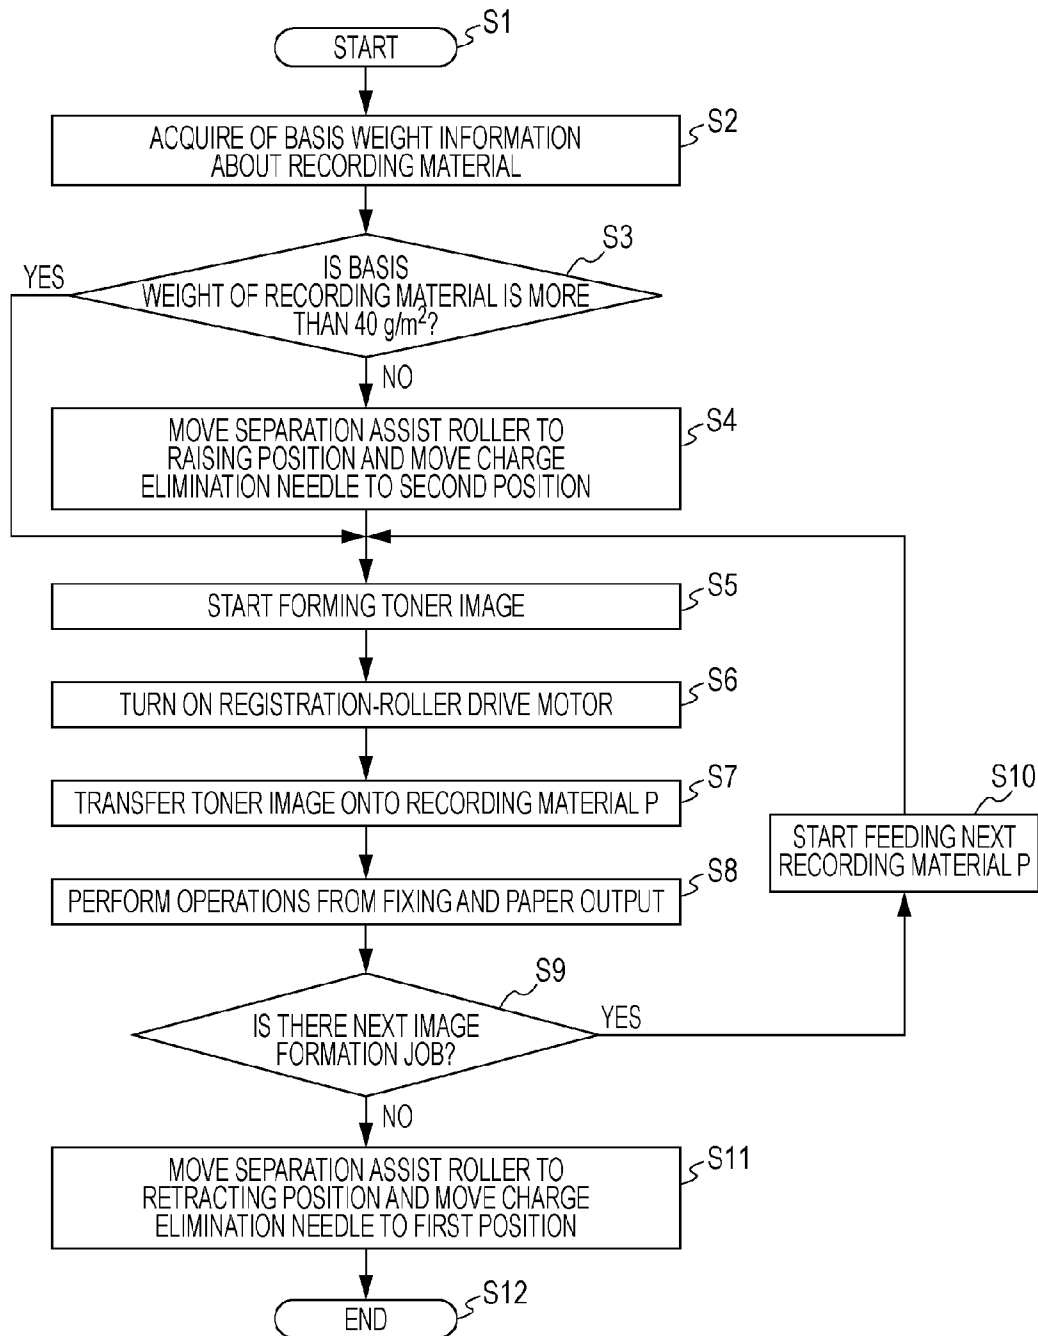 START
S1
ACQUIRE OF BASIS WEIGHT INFORMATION
ABOUT RECORDING MATERIAL
S2
IS BASIS
WEIGHT OF RECORDING MATERIAL IS MORE
THAN 40 g/m²?
S3
YES
NO
MOVE SEPARATION ASSIST ROLLER TO
RAISING POSITION AND MOVE CHARGE
ELIMINATION NEEDLE TO SECOND POSITION
S4
START FORMING TONER IMAGE
S5
TURN ON REGISTRATION-ROLLER DRIVE MOTOR
S6
TRANSFER TONER IMAGE ONTO RECORDING MATERIAL P
S7
START FEEDING NEXT
RECORDING MATERIAL P
S10
PERFORM OPERATIONS FROM FIXING AND PAPER OUTPUT
S8
IS THERE NEXT IMAGE
FORMATION JOB?
S9
YES
NO
MOVE SEPARATION ASSIST ROLLER TO
RETRACTING POSITION AND MOVE CHARGE
ELIMINATION NEEDLE TO FIRST POSITION
S11
END
S12